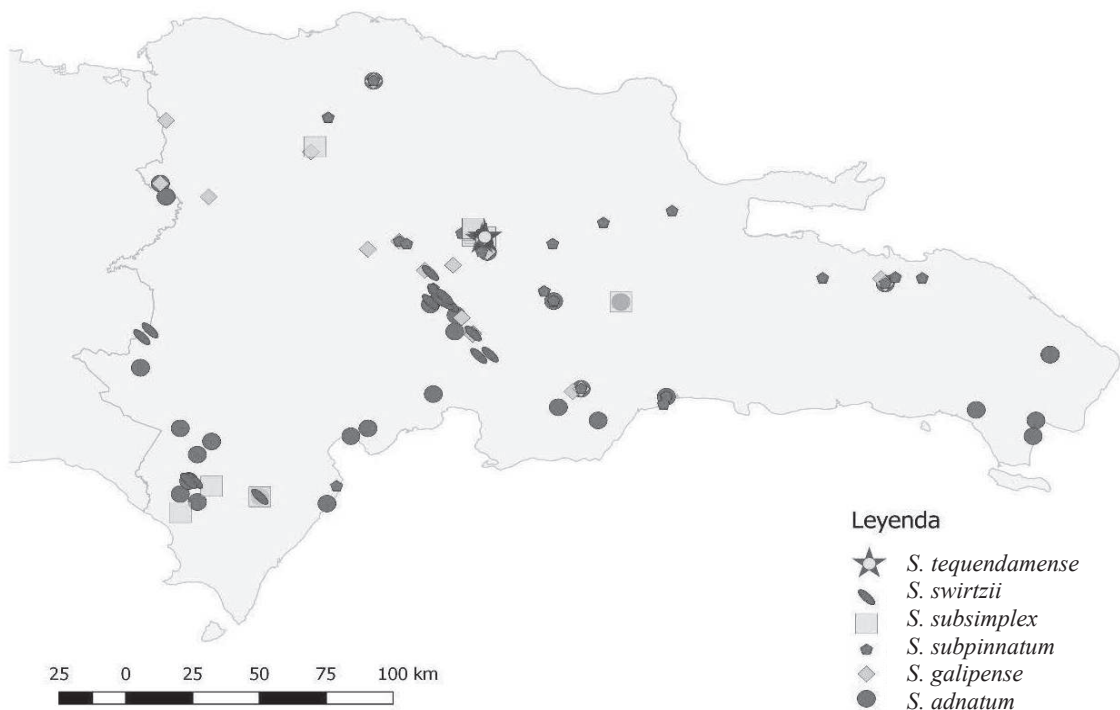 Leyenda
S. tequendamense
S. swirtzii
S. subsimplex
S. subpinnatum
S. galipense
S. adnatum
25 0 25 50 75 100 km